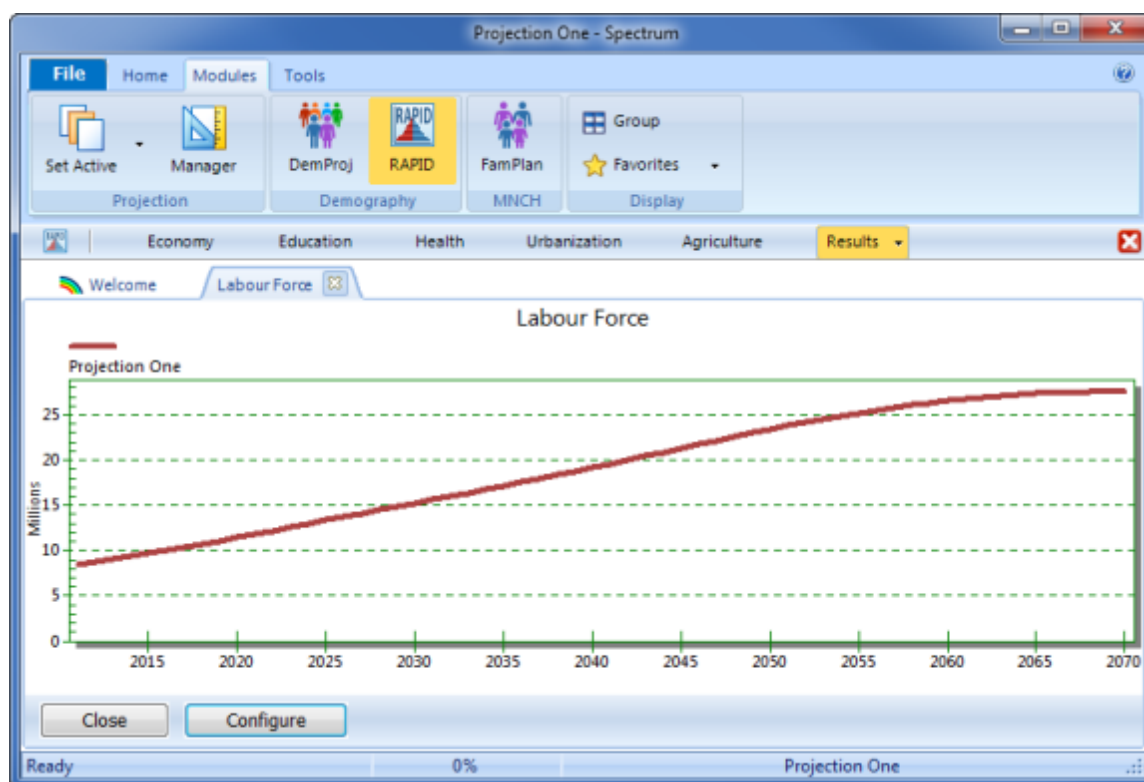 Projection One - Spectrum
File Home Modules Tools
Set Active Manager DemProj RAPID RAPID FamPlan Group Favorites
Projection Demography MNCH Display
Economy Education Health Urbanization Agriculture Results
Welcome Labour Force
Labour Force
Projection One
25
20
15
10
5
0
Millions
2015 2020 2025 2030 2035 2040 2045 2050 2055 2060 2065 2070
Close Configure
Ready 0% Projection One